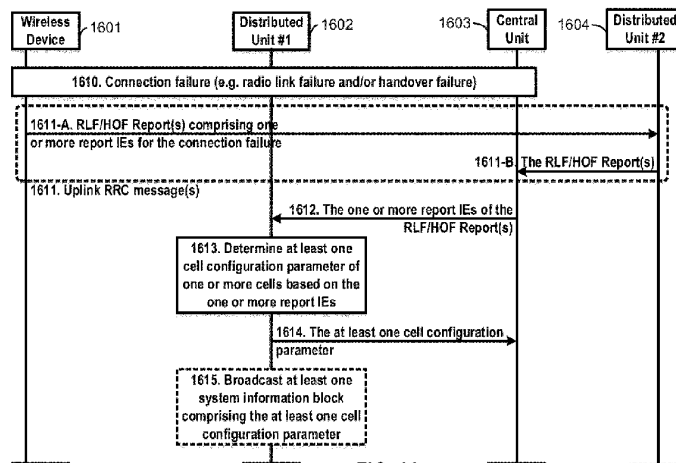 Wireless
Device
1601
Distributed
Unit #1
1602
1603
Central
Unit
1604
Distributed
Unit #2
1610. Connection failure (e.g. radio link failure and/or handover failure)
1611-A. RLF/HOF Report(s) comprising one
or more report IEs for the connection failure
1611-B. The RLF/HOF Report(s)
1611. Uplink RRC message(s)
1612. The one or more report IEs of the
RLF/HOF Report(s)
1613. Determine at least one
cell configuration parameter of
one or more cells based on the
one or more report IEs
1614. The at least one cell configuration
parameter
1615. Broadcast at least one
system information block
comprising the at least one cell
configuration parameter